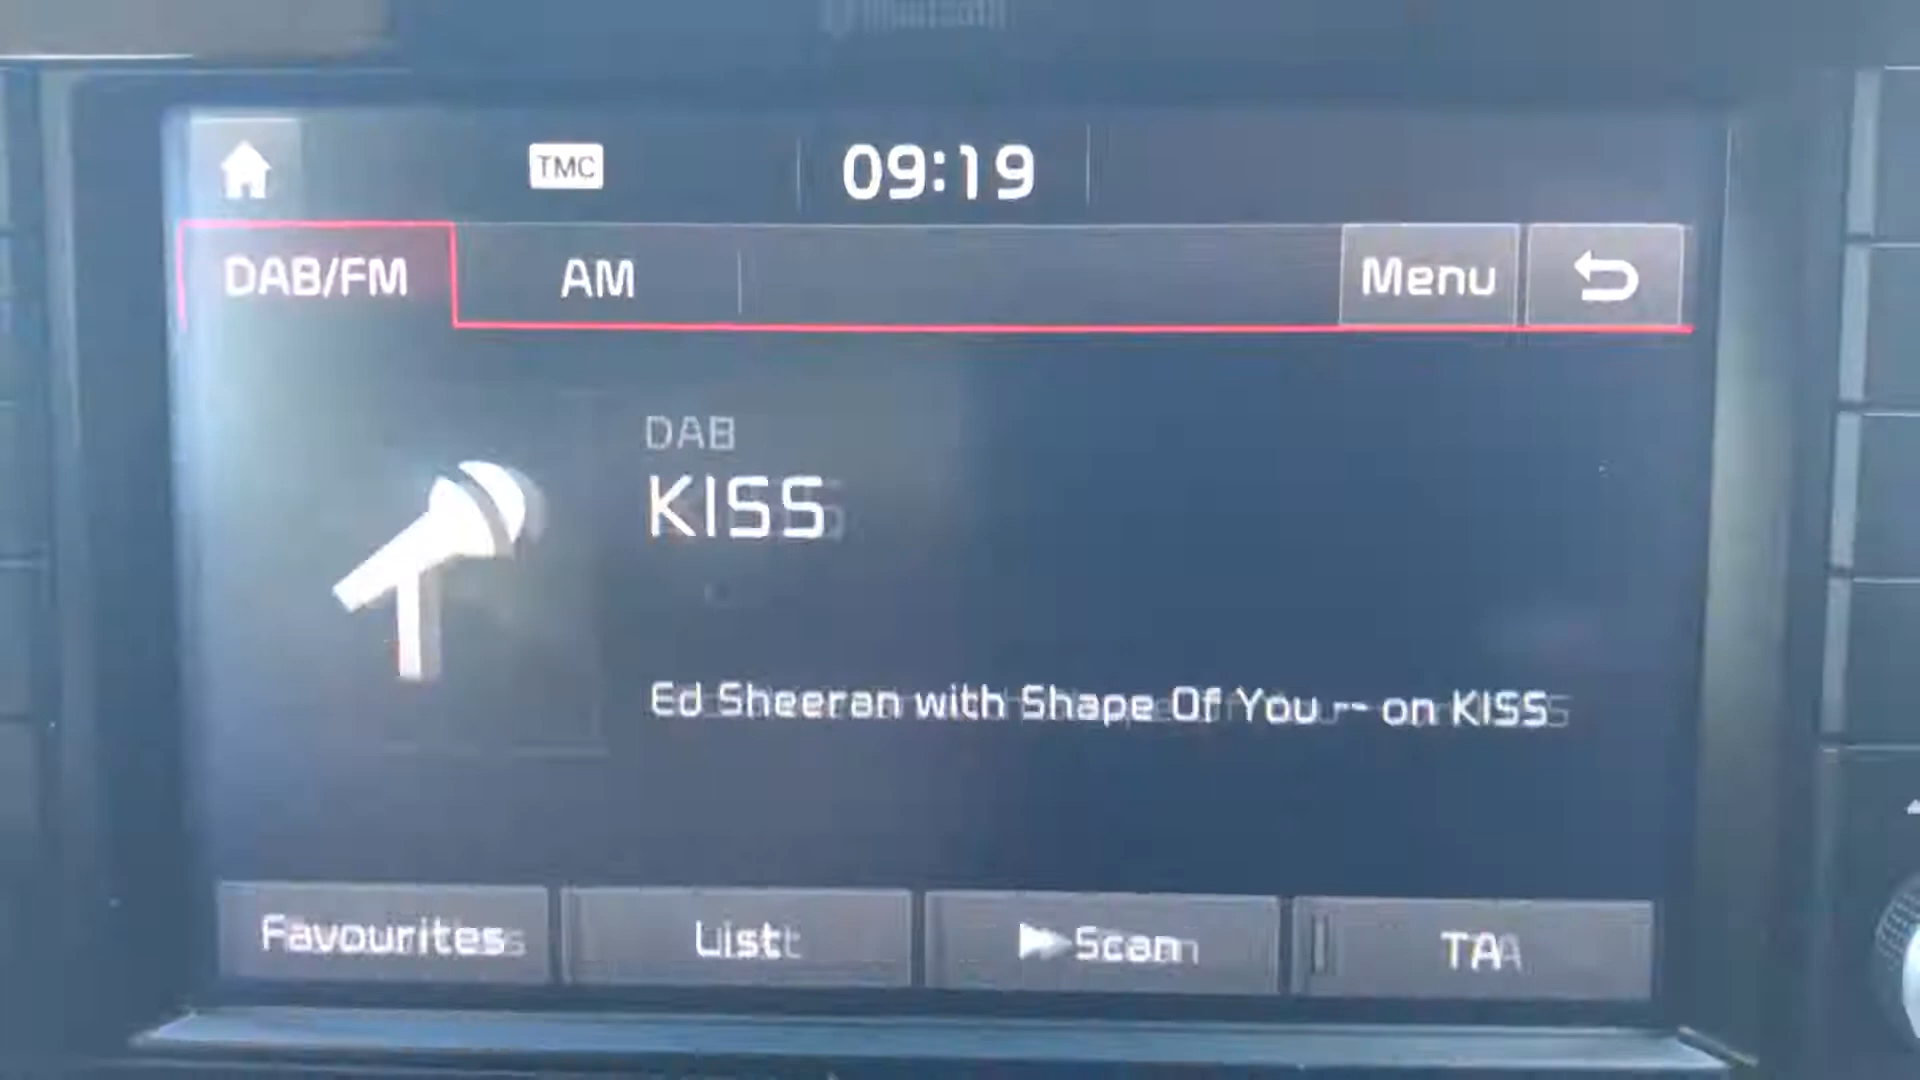 TMC
09:19
DAB/FM
AM
Menu
DAB
KISS
Ed Sheeran with Shape Of You -- on KISS
Favourites
List
Scan
TA